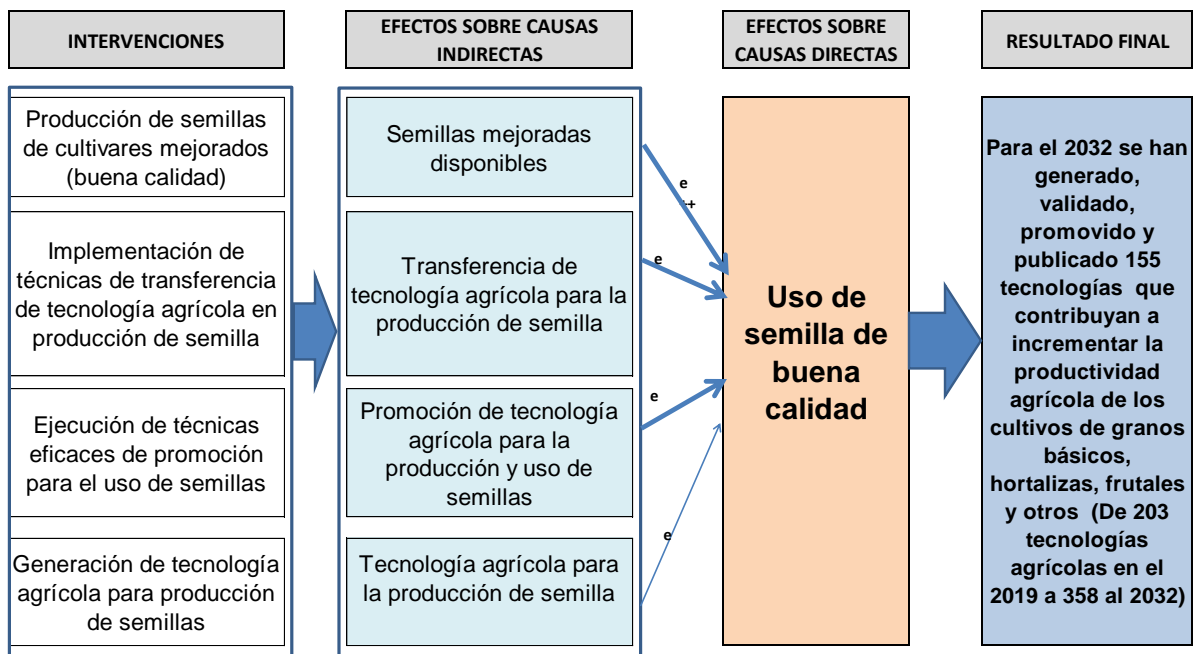 INTERVENCIONES
EFECTOS SOBRE CAUSAS
INDIRECTAS
EFECTOS SOBRE
CAUSAS DIRECTAS
RESULTADO FINAL
Producción de semillas
de cultivares mejorados
(buena calidad)
Implementación de
técnicas de transferencia
de tecnología agrícola en
producción de semilla
Ejecución de técnicas
eficaces de promoción
para el uso de semillas
Generación de tecnología
agrícola para producción
de semillas
Semillas mejoradas
disponibles
Transferencia de
tecnología agrícola para la
producción de semilla
Promoción de tecnología
agrícola para la
producción y uso de
semillas
Tecnología agrícola para
la producción de semilla
e
++
e
e
e
Uso de
semilla de
buena
calidad
Para el 2032 se han
generado,
validado,
promovido y
publicado 155
tecnologías que
contribuyan a
incrementar la
productividad
agrícola de los
cultivos de granos
básicos,
hortalizas, frutales
y otros (De 203
tecnologías
agrícolas en el
2019 a 358 al 2032)